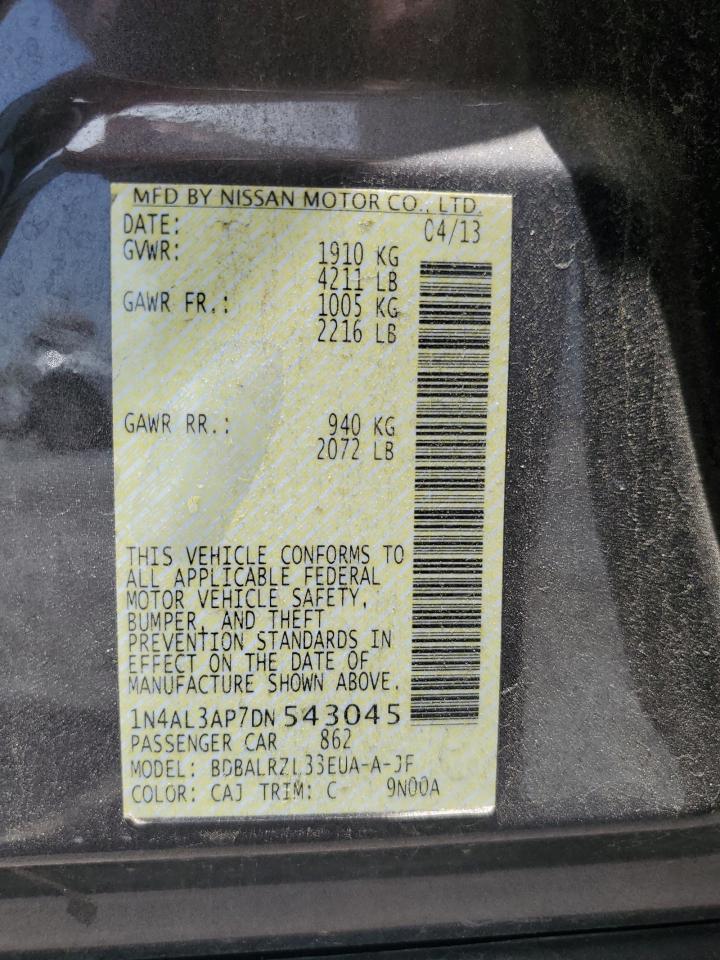 MFD BY NISSAN MOTOR CO., LTD.
DATE: 04/13
GVWR: 1910 KG
4211 LB
GAWR FR.: 1005 KG
2216 LB
GAWR RR.: 940 KG
2072 LB
THIS VEHICLE CONFORMS TO
ALL APPLICABLE FEDERAL
MOTOR VEHICLE SAFETY,
BUMPER, AND THEFT
PREVENTION STANDARDS IN
EFFECT ON THE DATE OF
MANUFACTURE SHOWN ABOVE.
1N4AL3AP7DN 543045
PASSENGER CAR 862
MODEL: BDBALRZL33EUA-A-JF
COLOR: CAJ TRIM: C 9N00A